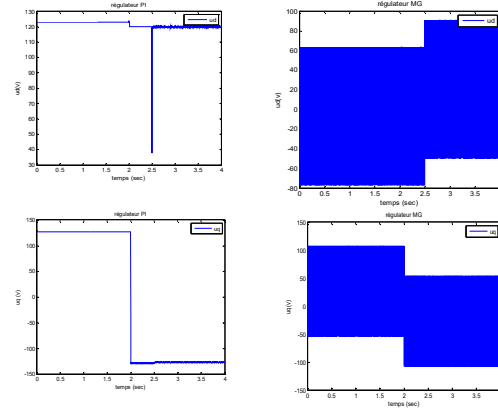 régulateur PI
ud
130
120
110
100
90
80
70
60
50
40
30
ud(v)
0 0.5 1 1.5 2 2.5 3 3.5 4
temps (sec)
régulateur MG
ud
100
80
60
40
20
0
-20
-40
-60
-80
ud(v)
0 0.5 1 1.5 2 2.5 3 3.5
temps (sec)
régulateur PI
uq
150
100
50
0
-50
-100
-150
uq (v)
0 0.5 1 1.5 2 2.5 3 3.5 4
temps (sec)
régulateur MG
uq
150
100
50
0
-50
-100
-150
uq(v)
0 0.5 1 1.5 2 2.5 3 3.5
temps (sec)